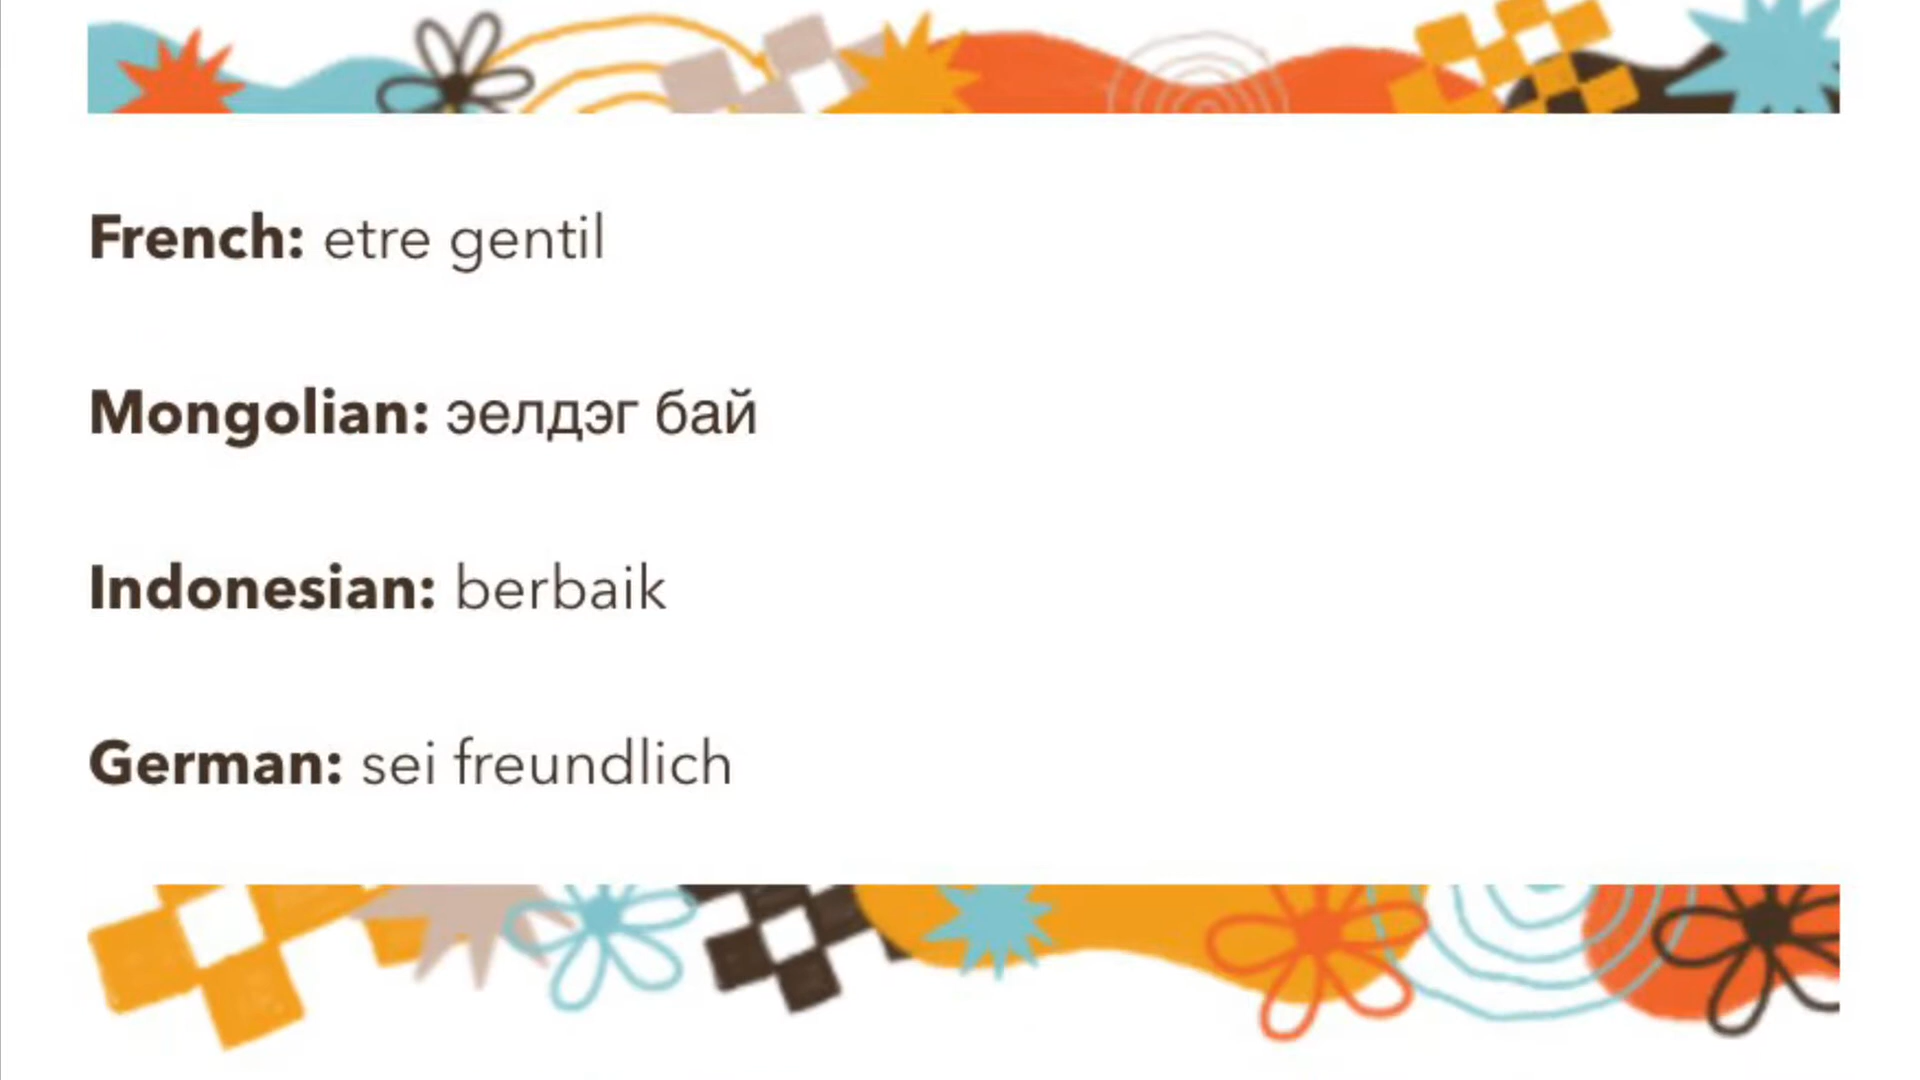 French: etre gentil
Mongolian: эелдэг бай
Indonesian: berbaik
German: sei freundlich